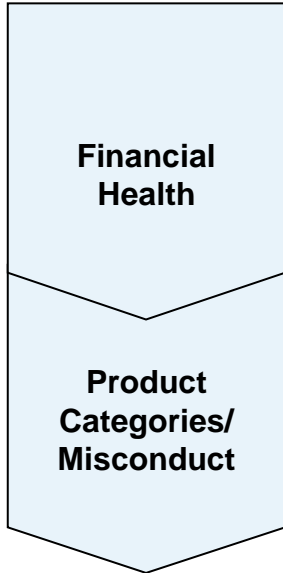 Financial
Health
Product
Categories/
Misconduct